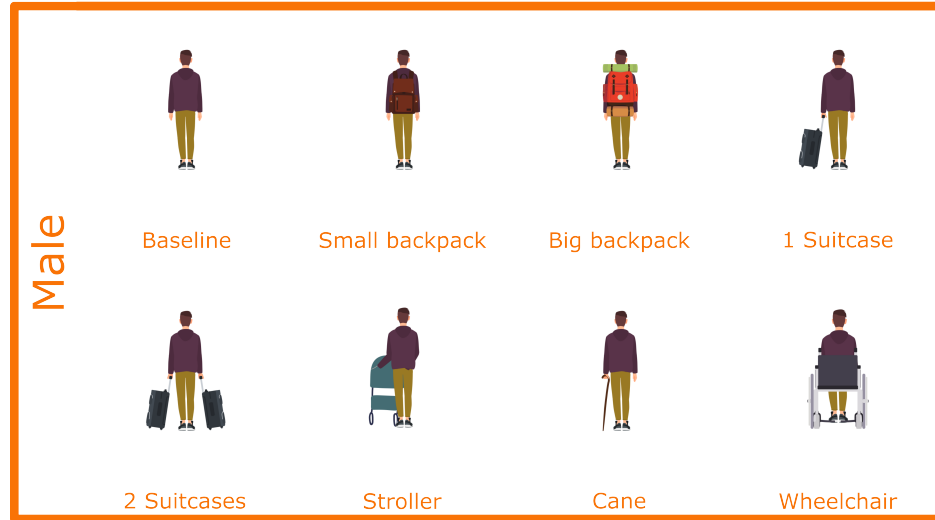 Male
Baseline
Small backpack
Big backpack
1 Suitcase
2 Suitcases
Stroller
Cane
Wheelchair